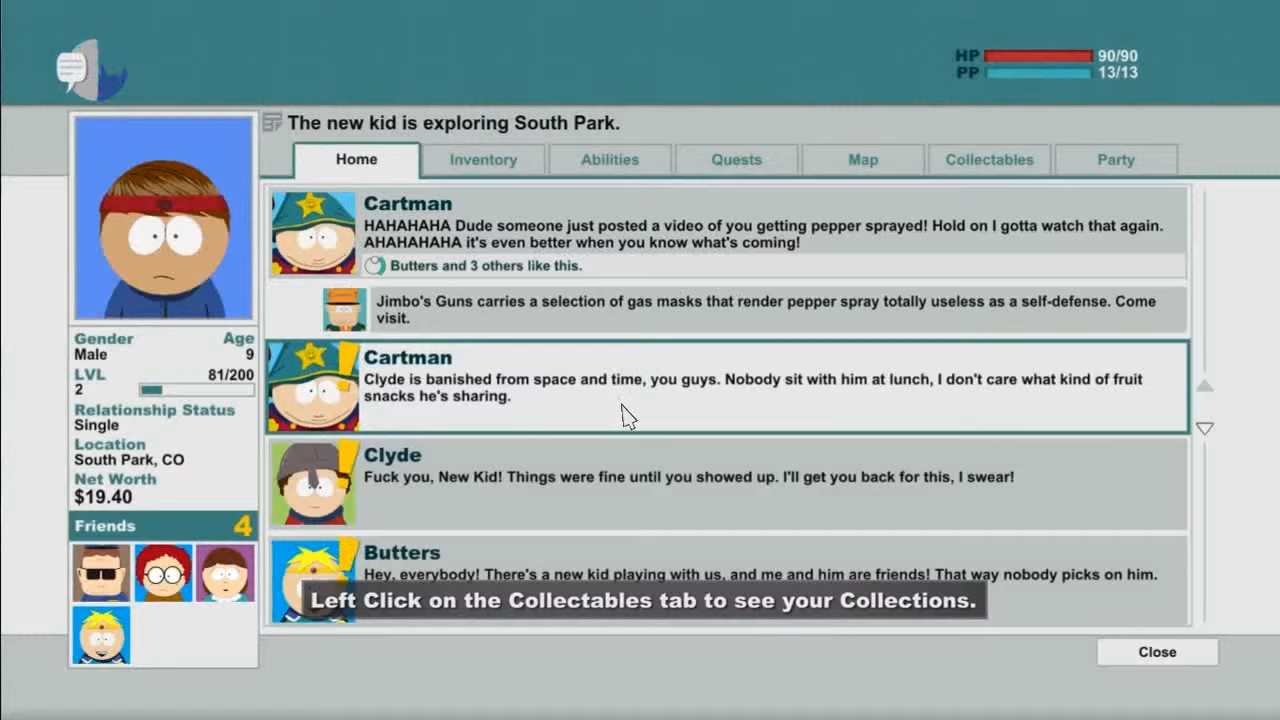 HP 90/90
PP 13/13
The new kid is exploring South Park.
Home Inventory Abilities Quests Map Collectables Party
Gender Age
Male 9
LVL 81/200
2
Relationship Status
Single
Location
South Park, CO
Net Worth
$19.40
Friends 4
Cartman
HAHAHAHA Dude someone just posted a video of you getting pepper sprayed! Hold on I gotta watch that again.
AHAHAHAHA it's even better when you know what's coming!
Butters and 3 others like this.
Jimbo's Guns carries a selection of gas masks that render pepper spray totally useless as a self-defense. Come
visit.
Cartman
Clyde is banished from space and time, you guys. Nobody sit with him at lunch, I don't care what kind of fruit
snacks he's sharing.
Clyde
Fuck you, New Kid! Things were fine until you showed up. I'll get you back for this, I swear!
Butters
Hey, everybody! There's a new kid playing with us, and me and him are friends! That way nobody picks on him.
Left Click on the Collectables tab to see your Collections.
Close